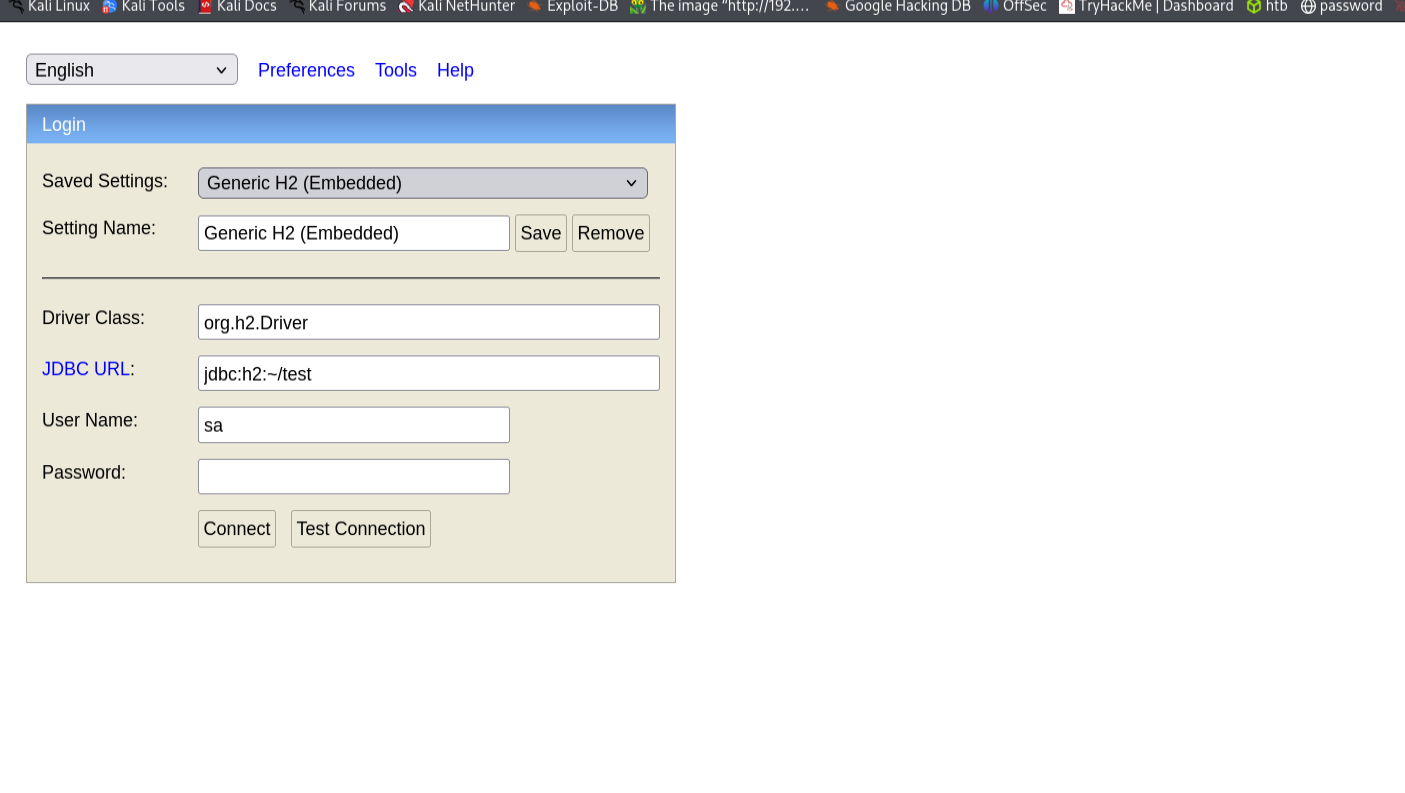 Kali Linux Kali Tools Kali Docs Kali Forums Kali NetHunter Exploit-DB The image “http://192.… Google Hacking DB OffSec TryHackMe | Dashboard htb password
English Preferences Tools Help
Login
Saved Settings: Generic H2 (Embedded)
Setting Name: Generic H2 (Embedded) Save Remove
Driver Class: org.h2.Driver
JDBC URL: jdbc:h2:~/test
User Name: sa
Password:
Connect Test Connection